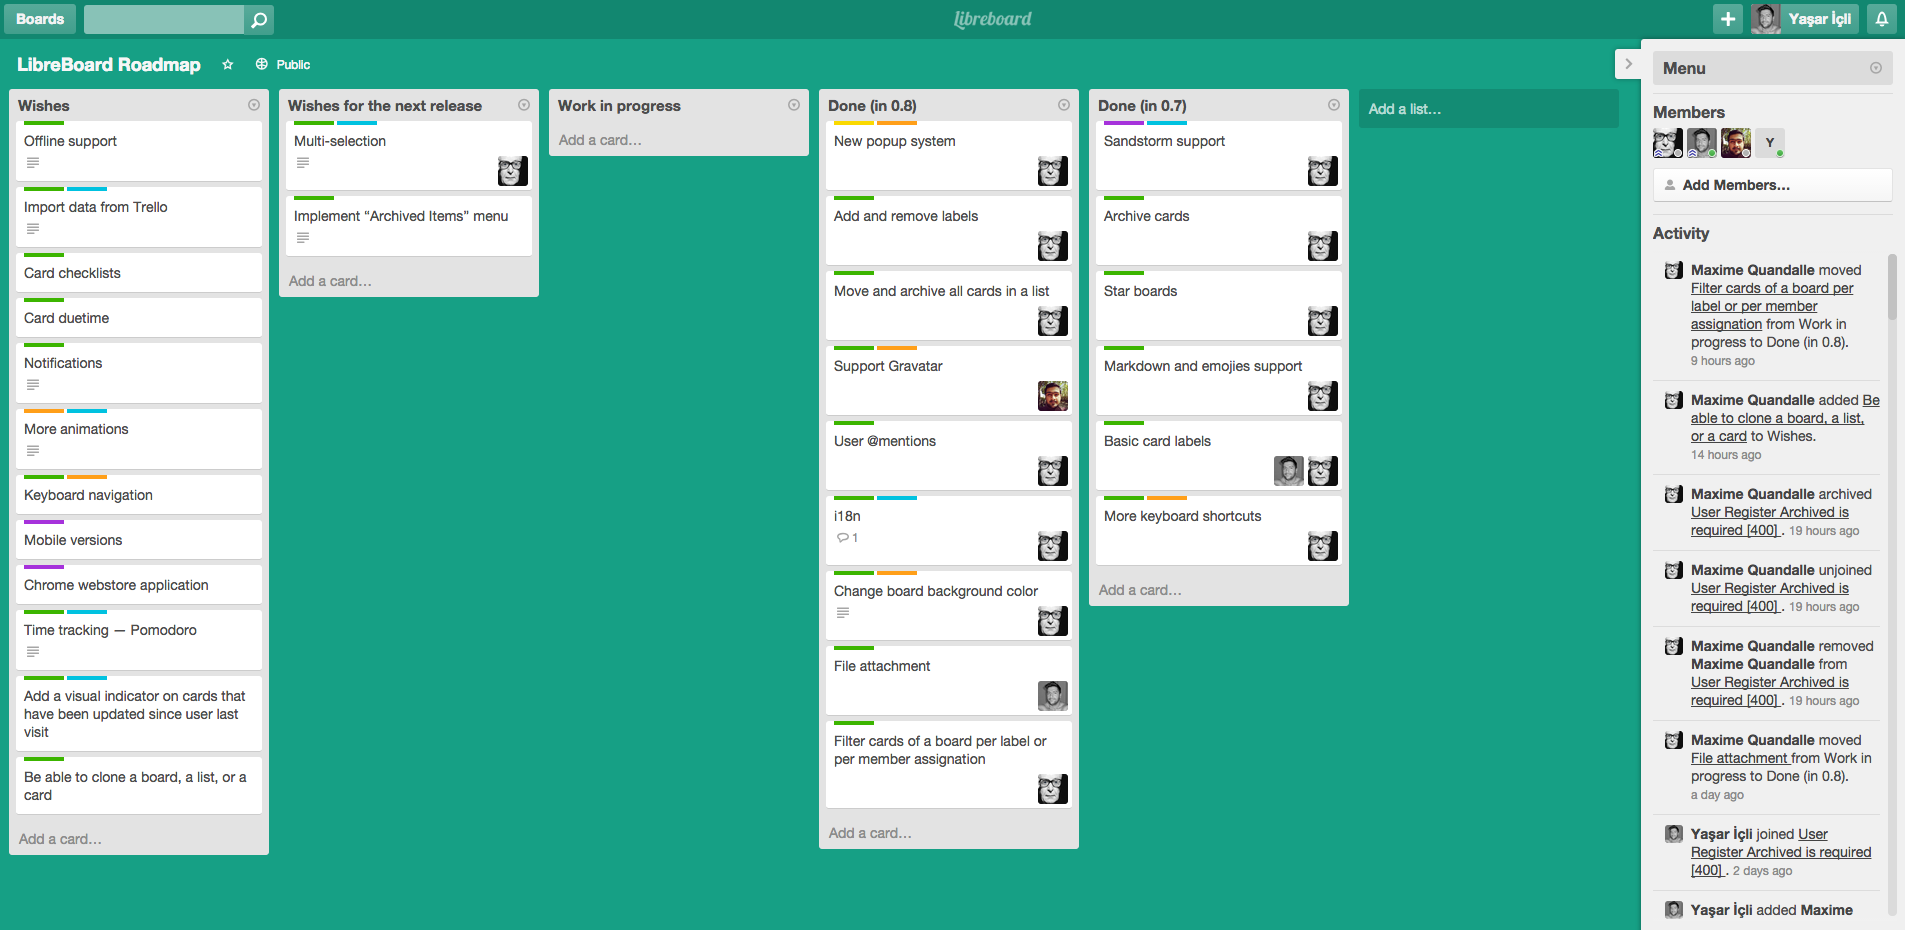 Boards
Libreboard
Yaşar İçli
LibreBoard Roadmap
Public
Wishes
Offline support
Import data from Trello
Card checklists
Card duetime
Notifications
More animations
Keyboard navigation
Mobile versions
Chrome webstore application
Time tracking — Pomodoro
Add a visual indicator on cards that
have been updated since user last
visit
Be able to clone a board, a list, or a
card
Add a card…
Wishes for the next release
Multi-selection
Implement “Archived Items” menu
Add a card…
Work in progress
Add a card…
Done (in 0.8)
New popup system
Add and remove labels
Move and archive all cards in a list
Support Gravatar
User @mentions
i18n
1
Change board background color
File attachment
Filter cards of a board per label or
per member assignation
Add a card…
Done (in 0.7)
Sandstorm support
Archive cards
Star boards
Markdown and emojies support
Basic card labels
More keyboard shortcuts
Add a card…
Add a list…
Menu
Members
Y
Add Members…
Activity
Maxime Quandalle moved
Filter cards of a board per
label or per member
assignation from Work in
progress to Done (in 0.8).
9 hours ago
Maxime Quandalle added Be
able to clone a board, a list,
or a card to Wishes.
14 hours ago
Maxime Quandalle archived
User Register Archived is
required [400] . 19 hours ago
Maxime Quandalle unjoined
User Register Archived is
required [400] . 19 hours ago
Maxime Quandalle removed
Maxime Quandalle from
User Register Archived is
required [400] . 19 hours ago
Maxime Quandalle moved
File attachment from Work in
progress to Done (in 0.8).
a day ago
Yaşar İçli joined User
Register Archived is required
[400] . 2 days ago
Yaşar İçli added Maxime